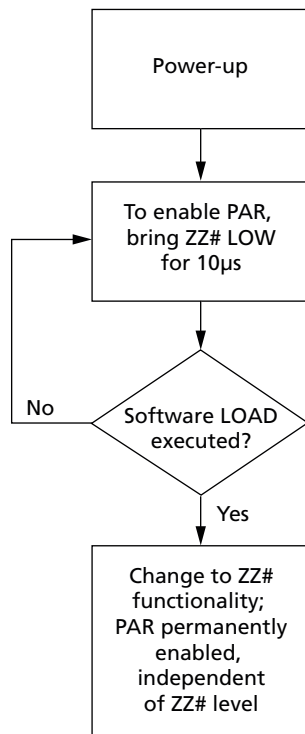 Power-up
To enable PAR,
bring ZZ# LOW
for 10µs
Software LOAD
executed?
No
Yes
Change to ZZ#
functionality;
PAR permanently
enabled,
independent
of ZZ# level